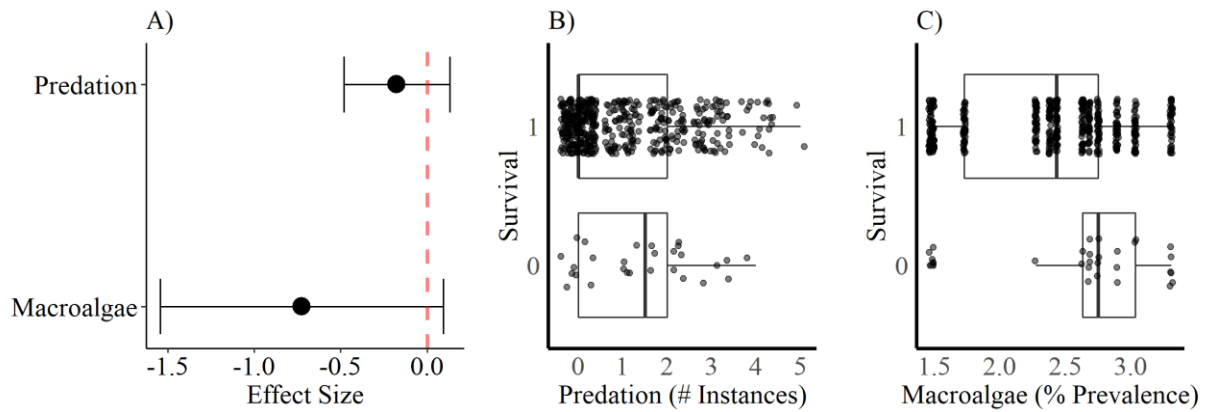 A)
Predation
Macroalgae
-1.5 -1.0 -0.5 0.0
Effect Size
B)
Survival
1
0
0 1 2 3 4 5
Predation (# Instances)
C)
Survival
1
0
1.5 2.0 2.5 3.0
Macroalgae (% Prevalence)